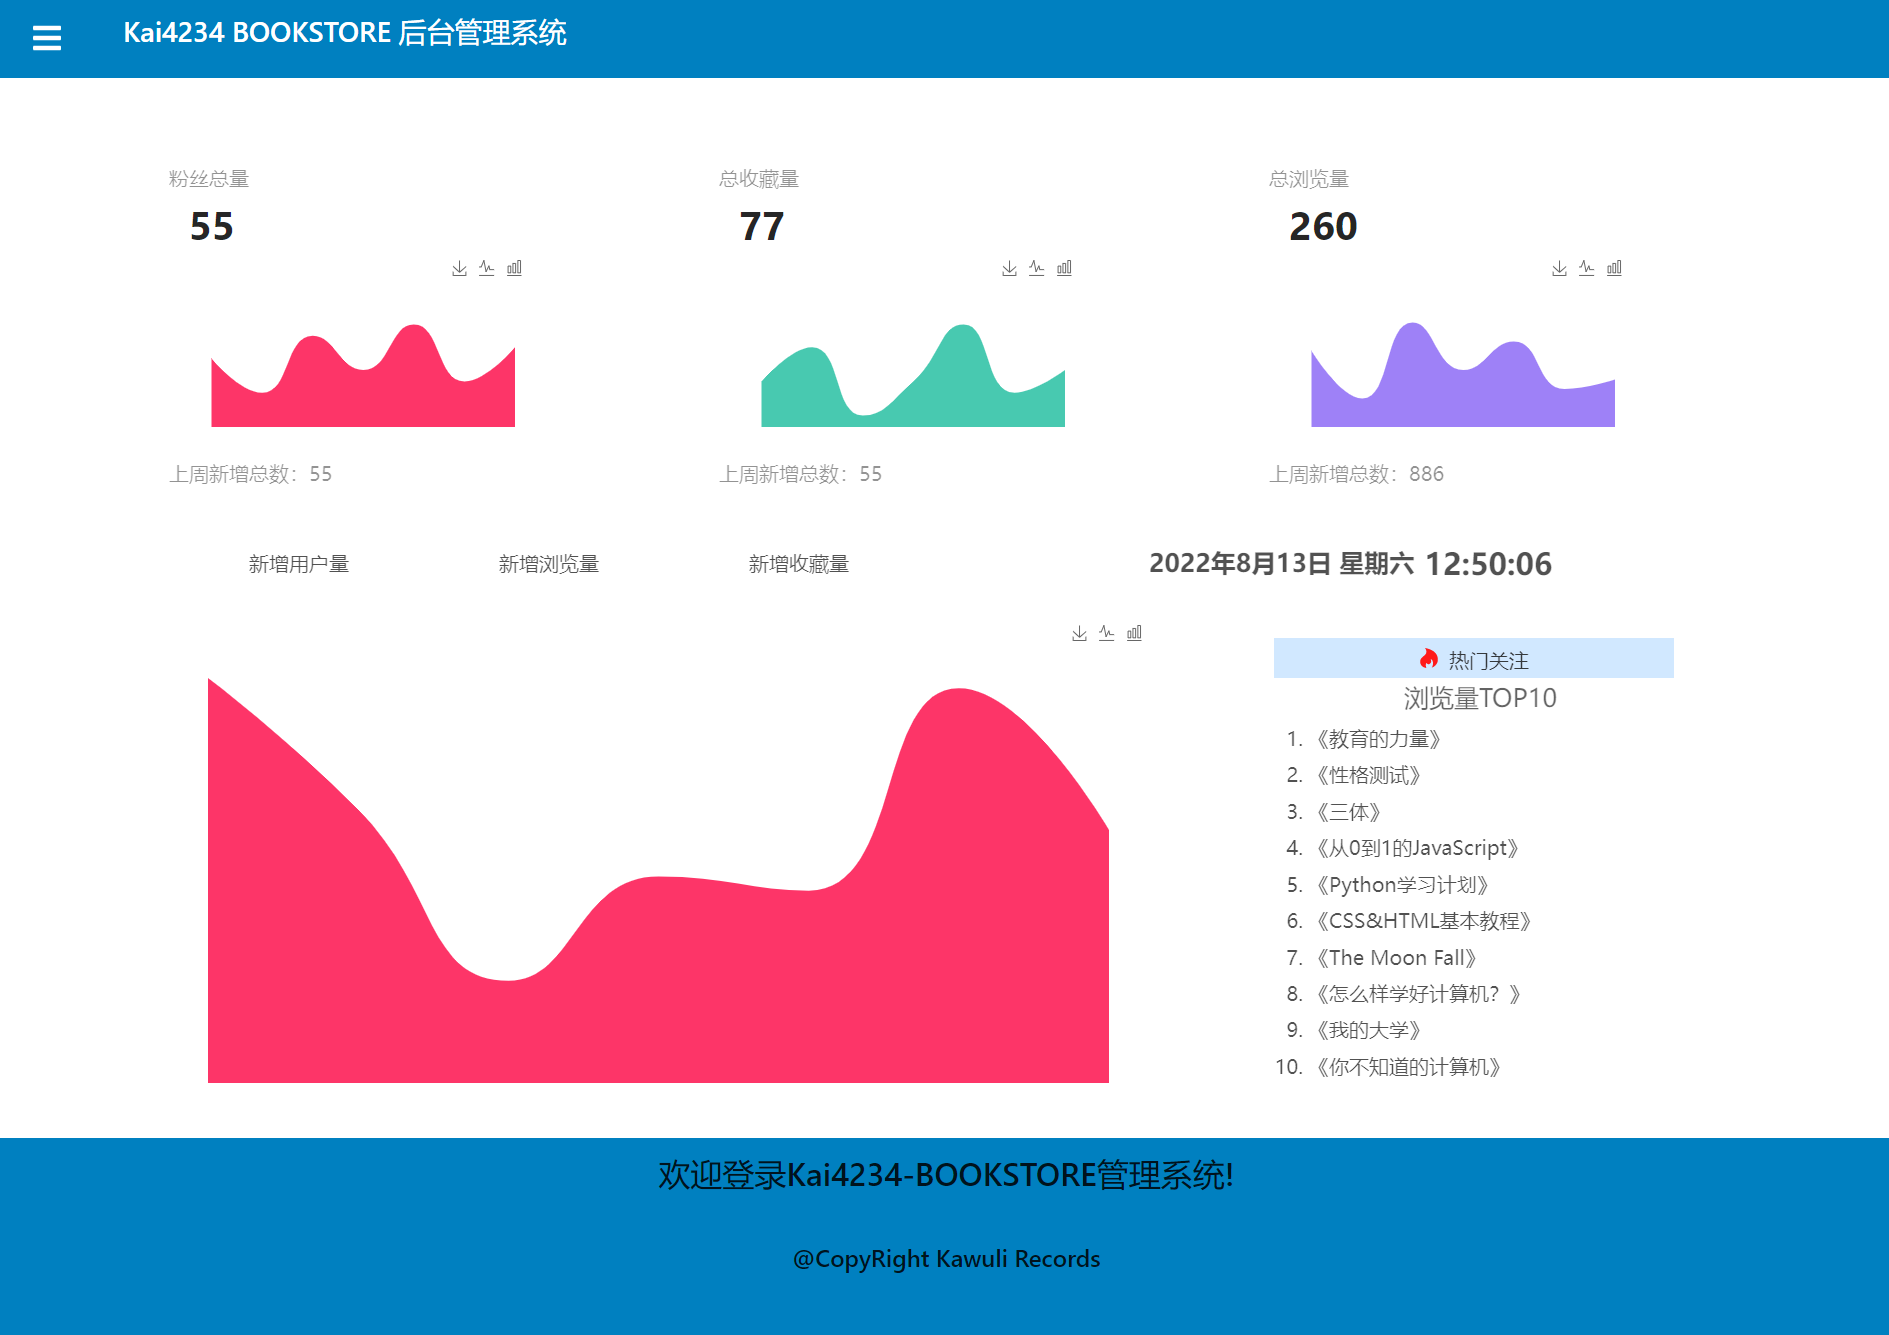 Kai4234 BOOKSTORE 后台管理系统
粉丝总量
55
总收藏量
77
总浏览量
260
上周新增总数：55
上周新增总数：55
上周新增总数：886
新增用户量
新增浏览量
新增收藏量
2022年8月13日 星期六 12:50:06
热门关注
浏览量TOP10
1. 《教育的力量》
2. 《性格测试》
3. 《三体》
4. 《从0到1的JavaScript》
5. 《Python学习计划》
6. 《CSS&HTML基本教程》
7. 《The Moon Fall》
8. 《怎么样学好计算机？》
9. 《我的大学》
10. 《你不知道的计算机》
欢迎登录Kai4234-BOOKSTORE管理系统!
@CopyRight Kawuli Records